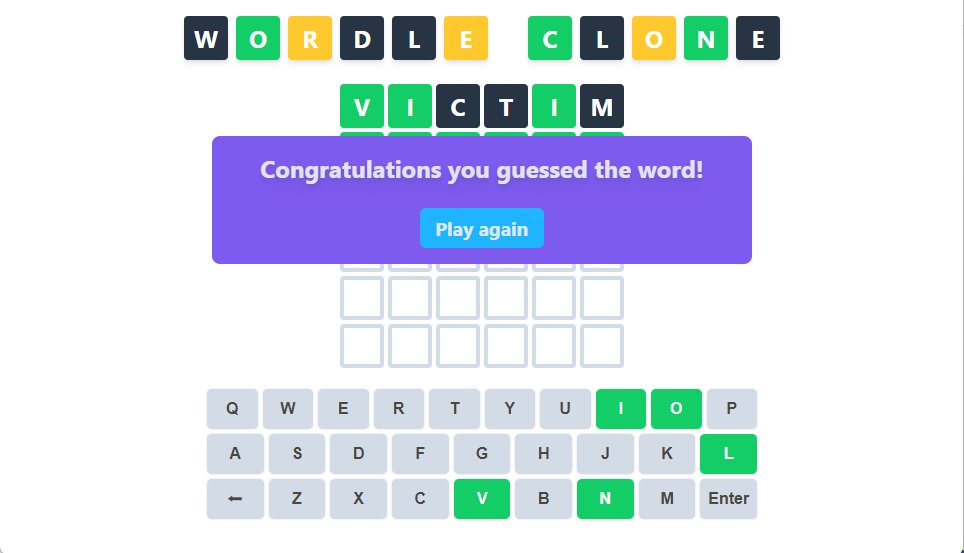 WORDLE CLONE
VICTIM
Congratulations you guessed the word!
Play again
Q W E R T Y U I O P
A S D F G H J K L
← Z X C V B N M Enter